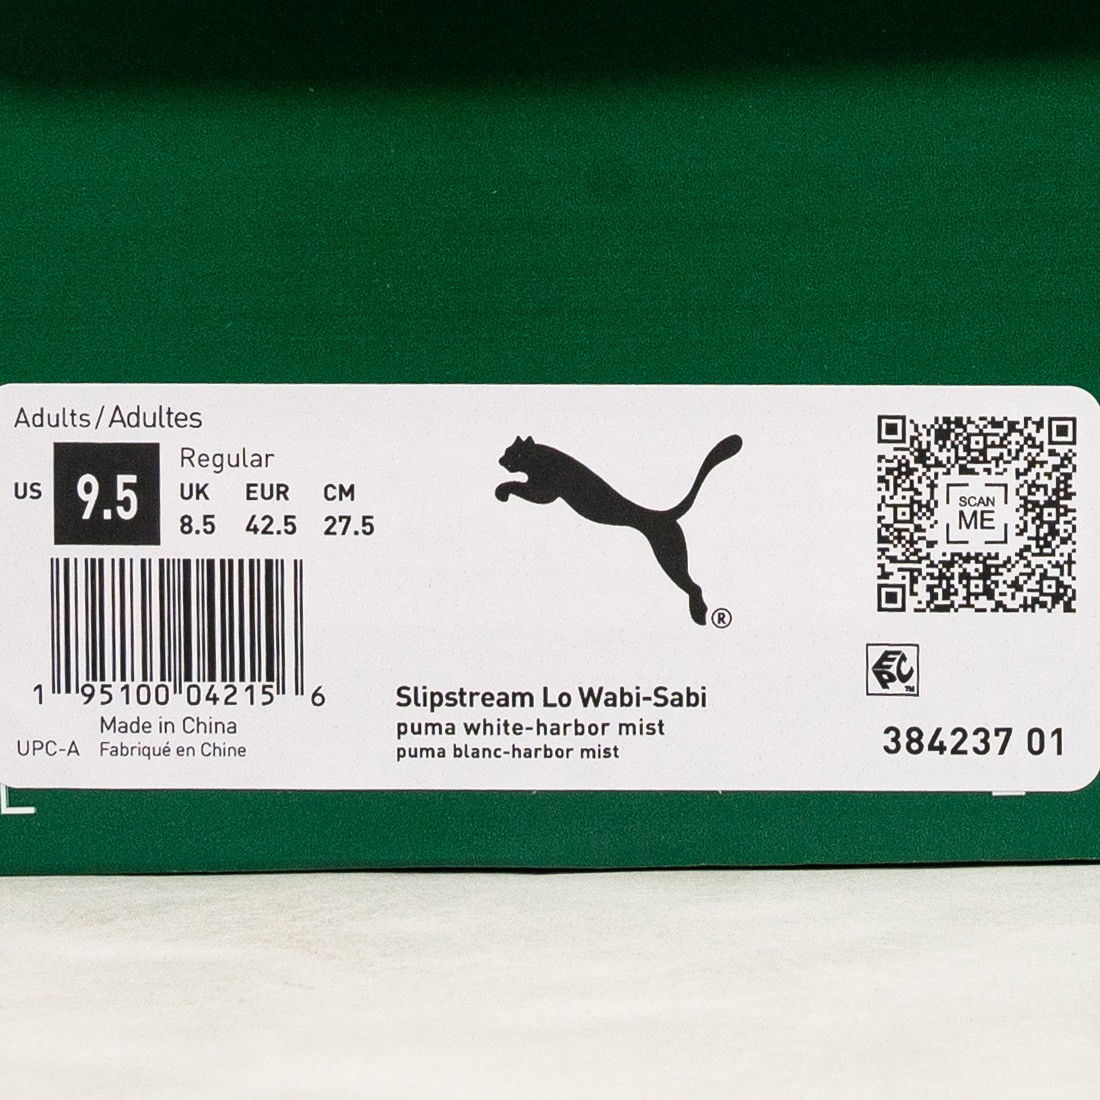 Adults/Adultes
US 9.5
Regular
UK EUR CM
8.5 42.5 27.5
1 95100 04215 6
Made in China
UPC-A Fabriqué en Chine
®
Slipstream Lo Wabi-Sabi
puma white-harbor mist
puma blanc-harbor mist
SCAN
ME
EPC™
384237 01
L